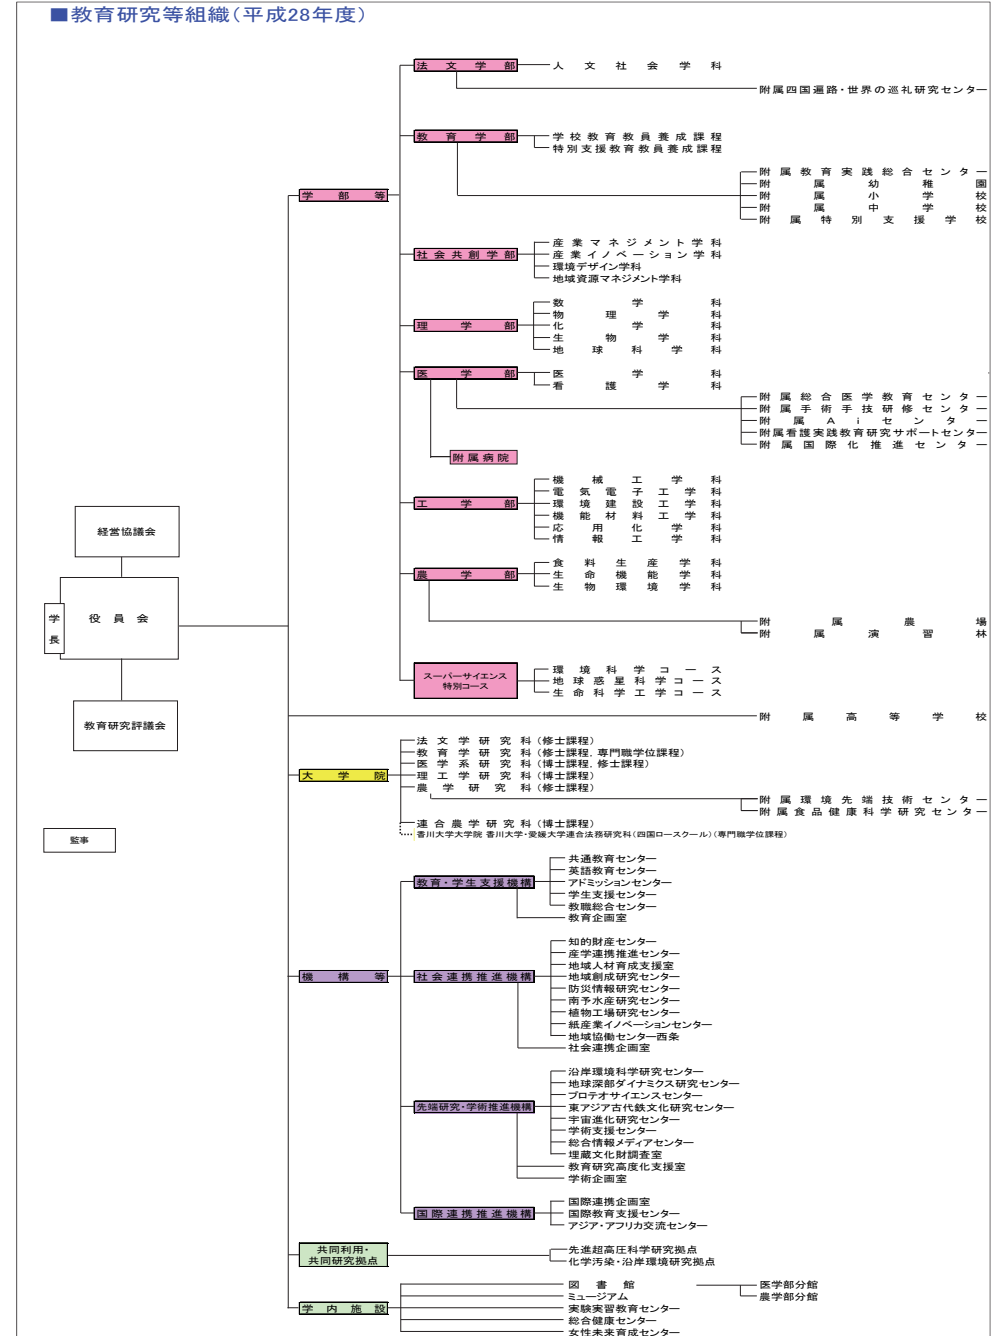 ■教育研究等組織(平成28年度)
法文学部
人文社会学科
附属四国遍路・世界の巡礼研究センター
教育学部
学校教育教員養成課程
特別支援教育教員養成課程
附属教育実践総合センター
附属幼稚園
附属小学校
附属中学校
附属特別支援学校
学部等
社会共創学部
産業マネジメント学科
産業イノベーション学科
環境デザイン学科
地域資源マネジメント学科
理学部
数学科
物理学科
化学科
生物学科
地球科学科
医学部
医学科
看護学科
附属総合医学教育センター
附属手術手技研修センター
附属Aiセンター
附属看護実践教育研究サポートセンター
附属国際化推進センター
附属病院
工学部
機械工学科
電気電子工学科
環境建設工学科
機能材料工学科
応用化学科
情報工学科
農学部
食料生産学科
生命機能学科
生物環境学科
附属農場
附属演習林
スーパーサイエンス
特別コース
環境科学コース
地球惑星科学コース
生命科学工学コース
経営協議会
学長
役員会
教育研究評議会
監事
附属高等学校
大学院
法文学研究科(修士課程)
教育学研究科(修士課程,専門職学位課程)
医学系研究科(博士課程,修士課程)
理工学研究科(博士課程)
農学研究科(修士課程)
附属環境先端技術センター
附属食品健康科学研究センター
連合農学研究科(博士課程)
香川大学大学院 香川大学・愛媛大学連合法務研究科(四国ロースクール)(専門職学位課程)
機構等
教育・学生支援機構
共通教育センター
英語教育センター
アドミッションセンター
学生支援センター
教職総合センター
教育企画室
社会連携推進機構
知的財産センター
産学連携推進センター
地域人材育成支援室
地域創成研究センター
防災情報研究センター
南予水産研究センター
植物工場研究センター
紙産業イノベーションセンター
地域協働センター西条
社会連携企画室
先端研究・学術推進機構
沿岸環境科学研究センター
地球深部ダイナミクス研究センター
プロテオサイエンスセンター
東アジア古代鉄文化研究センター
宇宙進化研究センター
学術支援センター
総合情報メディアセンター
埋蔵文化財調査室
教育研究高度化支援室
学術企画室
国際連携推進機構
国際連携企画室
国際教育支援センター
アジア・アフリカ交流センター
共同利用・
共同研究拠点
先進超高圧科学研究拠点
化学汚染・沿岸環境研究拠点
学内施設
図書館
医学部分館
農学部分館
ミュージアム
実験実習教育センター
総合健康センター
女性未来育成センター